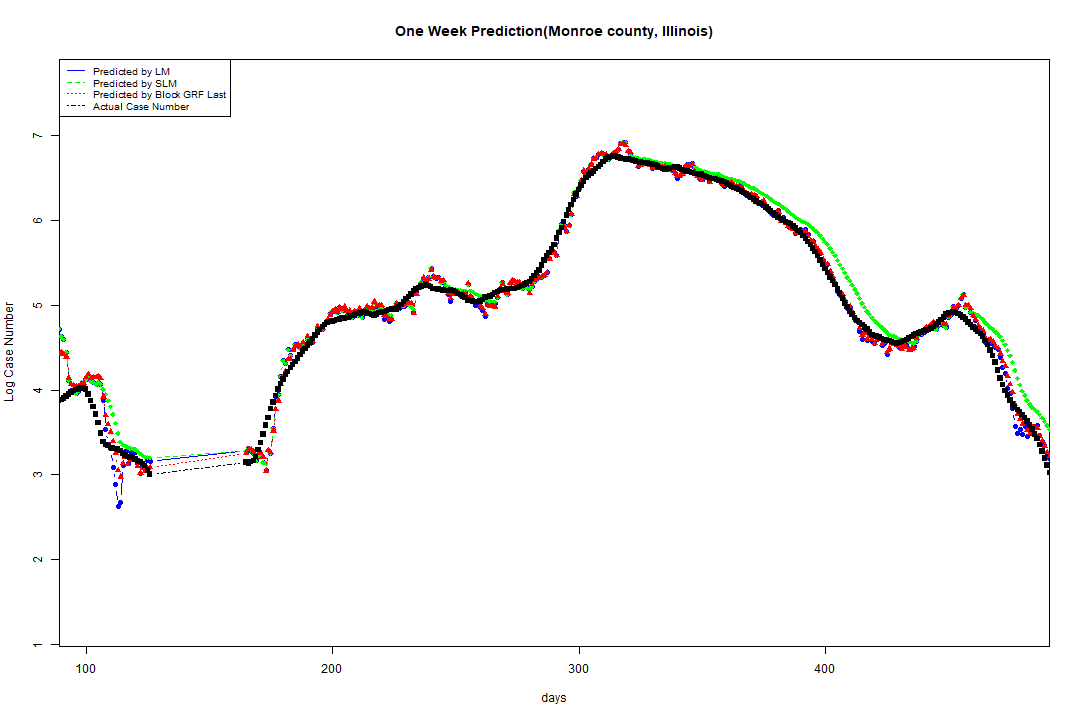 One Week Prediction(Monroe county, Illinois)
Predicted by LM
Predicted by SLM
Predicted by Block GRF Last
Actual Case Number
Log Case Number
7
6
5
4
3
2
1
100 200 300 400
days